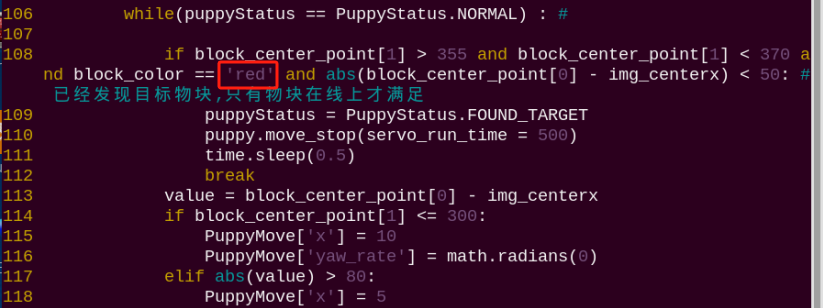 106         while(puppyStatus == PuppyStatus.NORMAL) : #
107
108             if block_center_point[1] > 355 and block_center_point[1] < 370 a
nd block_color == 'red' and abs(block_center_point[0] - img_centerx) < 50: #
已经发现目标物块,只有物块在线上才满足
109                 puppyStatus = PuppyStatus.FOUND_TARGET
110                 puppy.move_stop(servo_run_time = 500)
111                 time.sleep(0.5)
112                 break
113             value = block_center_point[0] - img_centerx
114             if block_center_point[1] <= 300:
115                 PuppyMove['x'] = 10
116                 PuppyMove['yaw_rate'] = math.radians(0)
117             elif abs(value) > 80:
118                 PuppyMove['x'] = 5